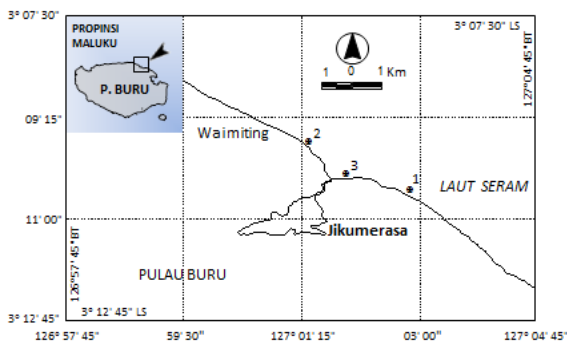 3° 07' 30"
PROPINSI
MALUKU
P. BURU
3° 07' 30" LS
127° 04' 45"BT
1 0 1 Km
09' 15"
Waimiting
2
3
1
LAUT SERAM
11' 00"
Jikumerasa
126° 57' 45"BT
PULAU BURU
3° 12' 45"
3° 12' 45" LS
126° 57' 45"
59' 30"
127° 01' 15"
03' 00"
127° 04' 45"